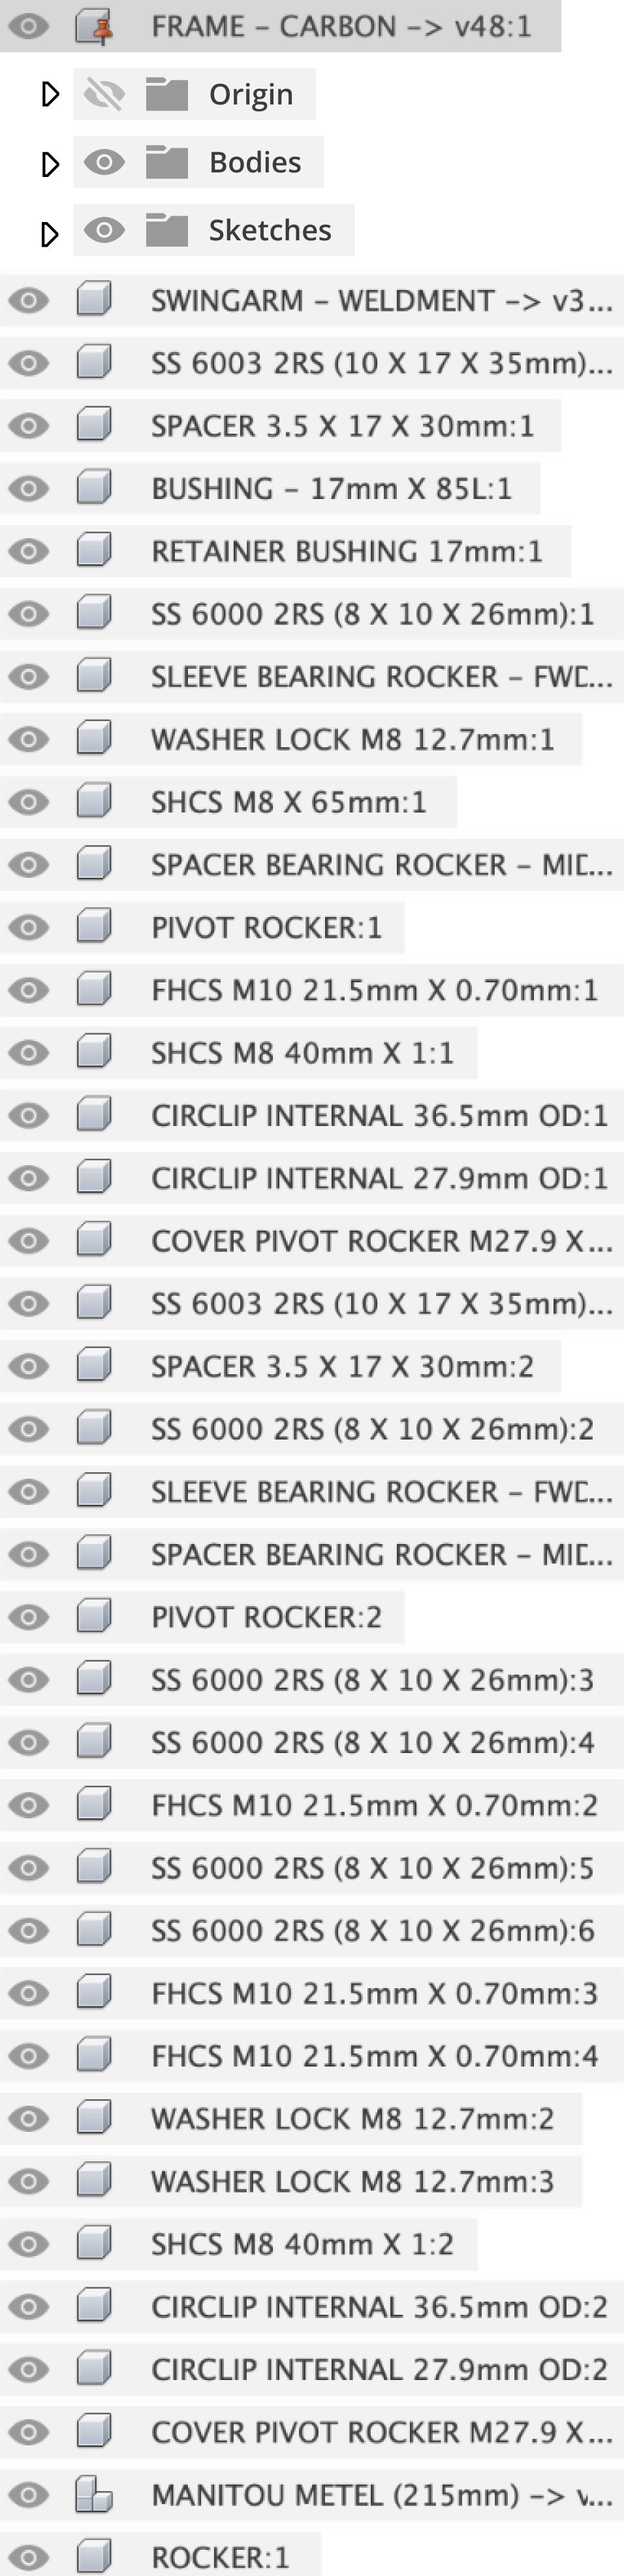 FRAME – CARBON –> v48:1
Origin
Bodies
Sketches
SWINGARM – WELDMENT –> v3...
SS 6003 2RS (10 X 17 X 35mm)...
SPACER 3.5 X 17 X 30mm:1
BUSHING – 17mm X 85L:1
RETAINER BUSHING 17mm:1
SS 6000 2RS (8 X 10 X 26mm):1
SLEEVE BEARING ROCKER – FWD...
WASHER LOCK M8 12.7mm:1
SHCS M8 X 65mm:1
SPACER BEARING ROCKER – MID...
PIVOT ROCKER:1
FHCS M10 21.5mm X 0.70mm:1
SHCS M8 40mm X 1:1
CIRCLIP INTERNAL 36.5mm OD:1
CIRCLIP INTERNAL 27.9mm OD:1
COVER PIVOT ROCKER M27.9 X...
SS 6003 2RS (10 X 17 X 35mm)...
SPACER 3.5 X 17 X 30mm:2
SS 6000 2RS (8 X 10 X 26mm):2
SLEEVE BEARING ROCKER – FWD...
SPACER BEARING ROCKER – MID...
PIVOT ROCKER:2
SS 6000 2RS (8 X 10 X 26mm):3
SS 6000 2RS (8 X 10 X 26mm):4
FHCS M10 21.5mm X 0.70mm:2
SS 6000 2RS (8 X 10 X 26mm):5
SS 6000 2RS (8 X 10 X 26mm):6
FHCS M10 21.5mm X 0.70mm:3
FHCS M10 21.5mm X 0.70mm:4
WASHER LOCK M8 12.7mm:2
WASHER LOCK M8 12.7mm:3
SHCS M8 40mm X 1:2
CIRCLIP INTERNAL 36.5mm OD:2
CIRCLIP INTERNAL 27.9mm OD:2
COVER PIVOT ROCKER M27.9 X...
MANITOU METEL (215mm) –> v...
ROCKER:1